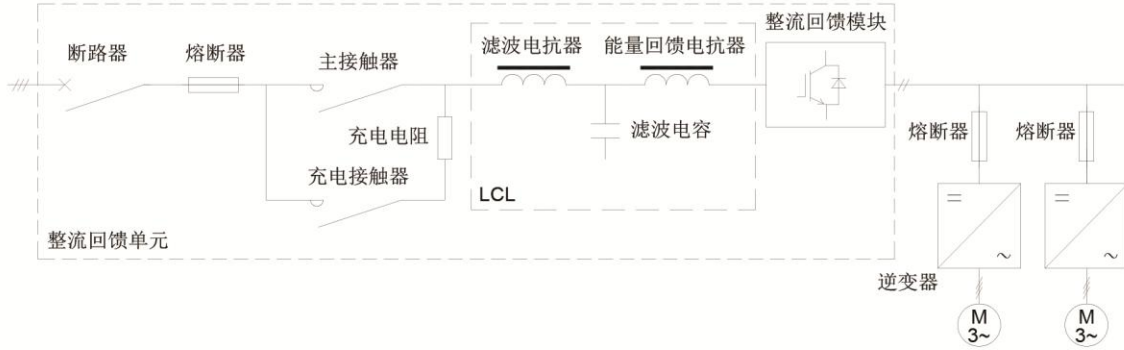 整流回馈模块
断路器
熔断器
主接触器
滤波电抗器
能量回馈电抗器
充电电阻
滤波电容
熔断器
熔断器
充电接触器
LCL
整流回馈单元
逆变器
M
3~
M
3~